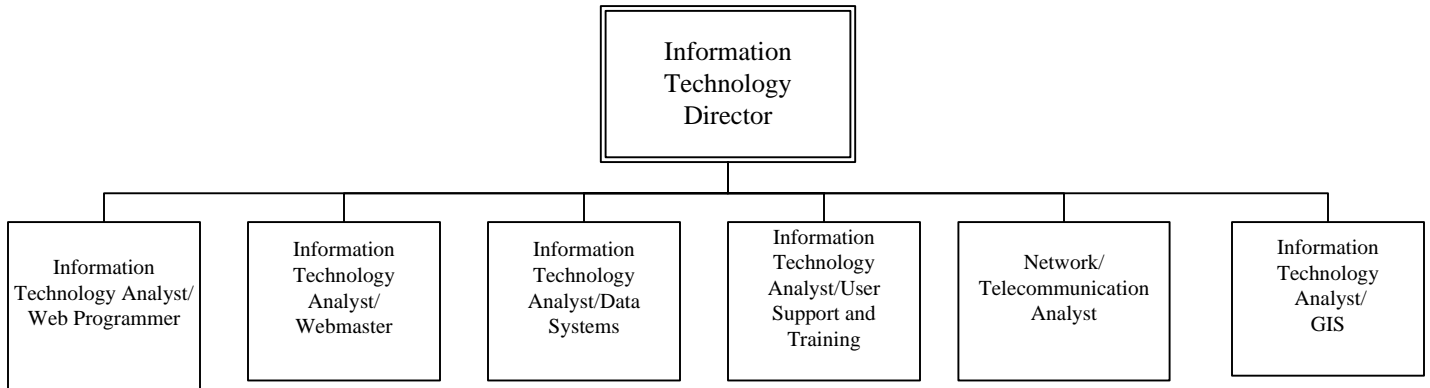 Information
Technology
Director
Information
Technology Analyst/
Web Programmer
Information
Technology
Analyst/
Webmaster
Information
Technology
Analyst/Data
Systems
Information
Technology
Analyst/User
Support and
Training
Network/
Telecommunication
Analyst
Information
Technology
Analyst/
GIS